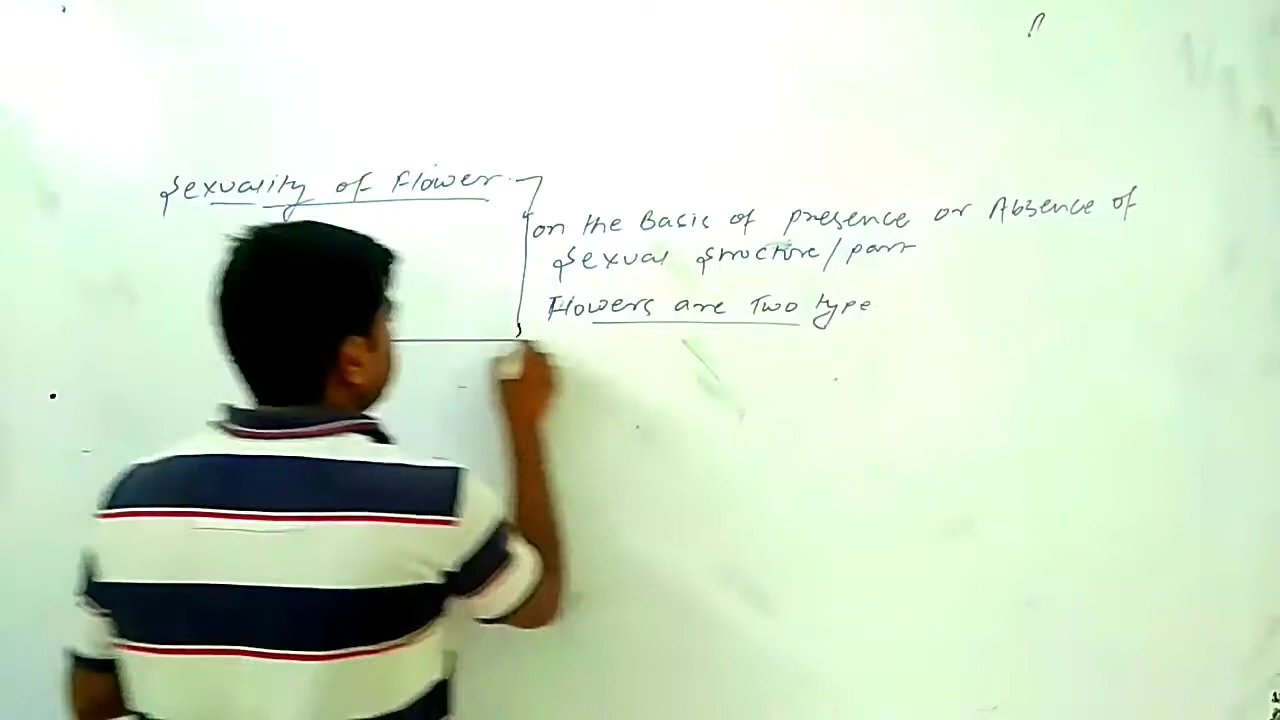 Sexuality of Flower
on the Basic of presence or Absence of
Sexual structure/part
Flowers are Two type